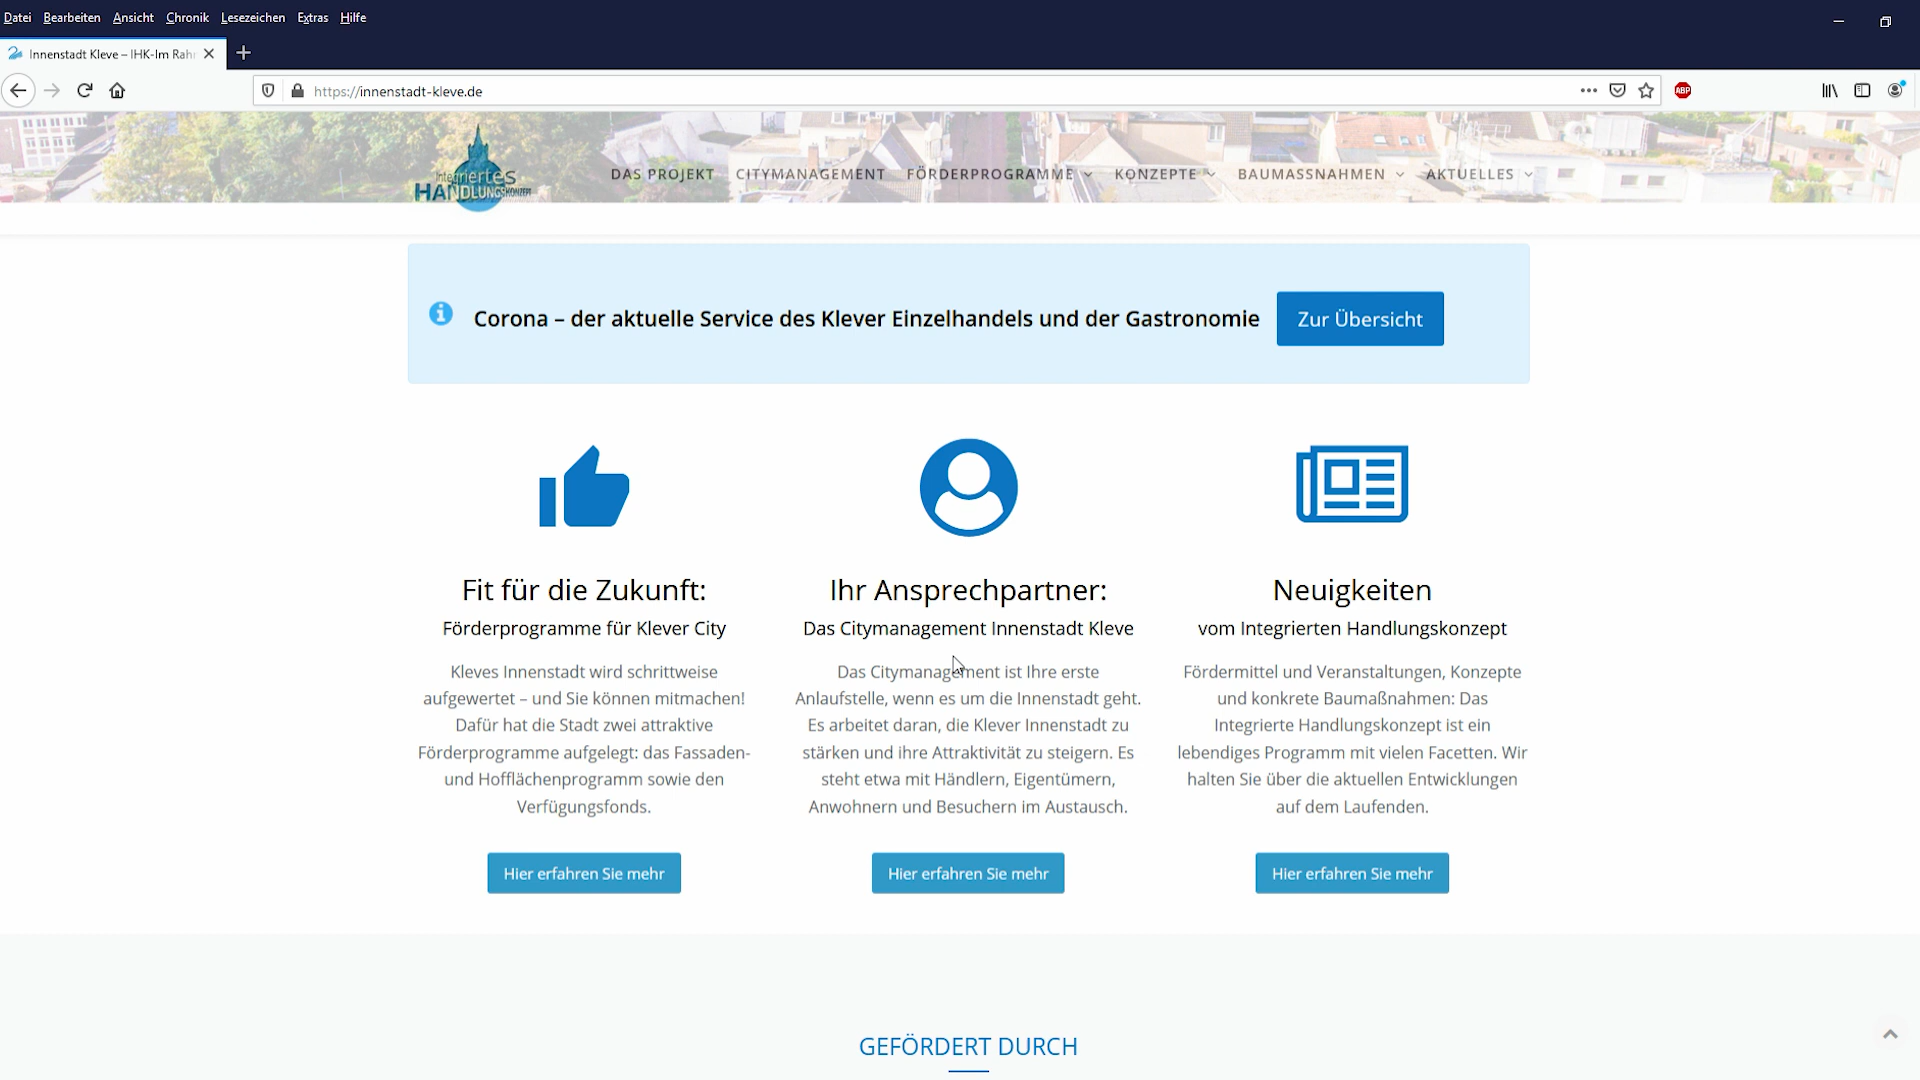 Datei Bearbeiten Ansicht Chronik Lesezeichen Extras Hilfe
Innenstadt Kleve – IHK-Im Rah
https://innenstadt-kleve.de
ABP
Integriertes
HANDLUNGSKONZEPT
DAS PROJEKT CITYMANAGEMENT FÖRDERPROGRAMME KONZEPTE BAUMASSNAHMEN AKTUELLES
Corona – der aktuelle Service des Klever Einzelhandels und der Gastronomie Zur Übersicht
Fit für die Zukunft:
Förderprogramme für Klever City
Kleves Innenstadt wird schrittweise
aufgewertet – und Sie können mitmachen!
Dafür hat die Stadt zwei attraktive
Förderprogramme aufgelegt: das Fassaden-
und Hofflächenprogramm sowie den
Verfügungsfonds.
Hier erfahren Sie mehr
Ihr Ansprechpartner:
Das Citymanagement Innenstadt Kleve
Das Citymanagement ist Ihre erste
Anlaufstelle, wenn es um die Innenstadt geht.
Es arbeitet daran, die Klever Innenstadt zu
stärken und ihre Attraktivität zu steigern. Es
steht etwa mit Händlern, Eigentümern,
Anwohnern und Besuchern im Austausch.
Hier erfahren Sie mehr
Neuigkeiten
vom Integrierten Handlungskonzept
Fördermittel und Veranstaltungen, Konzepte
und konkrete Baumaßnahmen: Das
Integrierte Handlungskonzept ist ein
lebendiges Programm mit vielen Facetten. Wir
halten Sie über die aktuellen Entwicklungen
auf dem Laufenden.
Hier erfahren Sie mehr
GEFÖRDERT DURCH